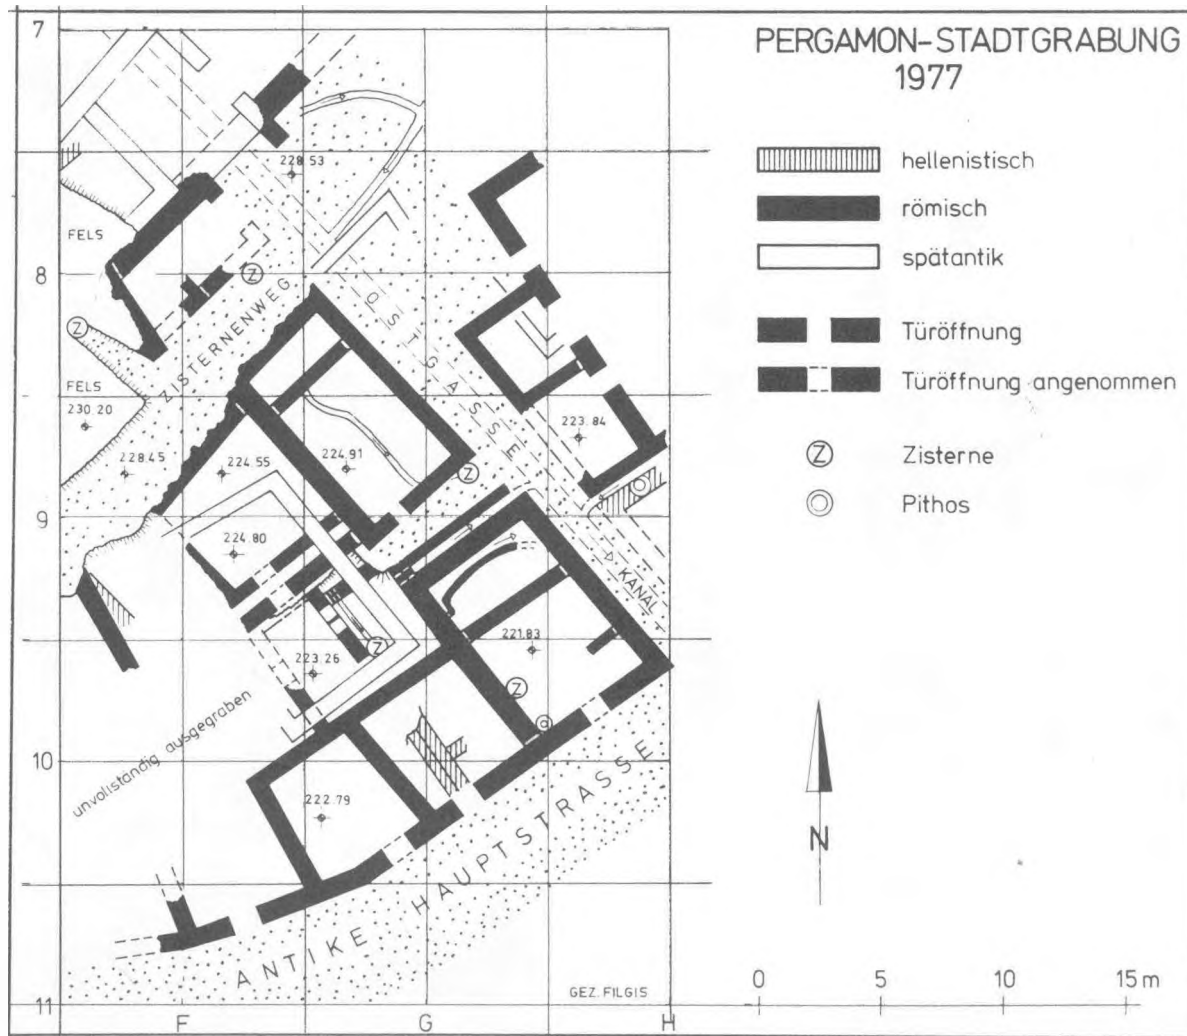 PERGAMON-STADTGRABUNG
1977
hellenistisch
römisch
spätantik
Türöffnung
Türöffnung angenommen
Z Zisterne
Pithos
7
8
9
10
11
F
G
H
228.53
FELS
Z
Z
ZISTERNENWEG
OSTGASSE
FELS
230.20
228.45
224.55
224.91
Z
223.84
224.80
KANAL
223.26
Z
221.83
Z
unvollständig ausgegraben
222.79
ANTIKE HAUPTSTRASSE
GEZ. FILGIS
N
0 5 10 15 m